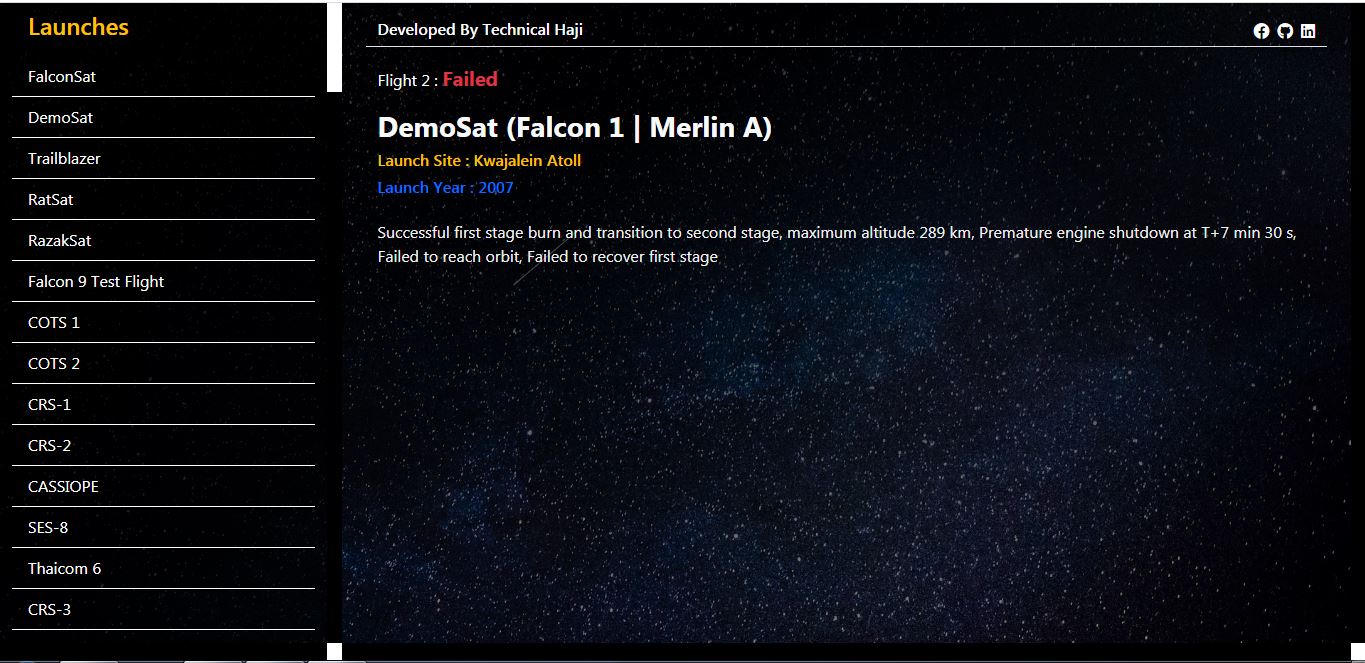 Launches
FalconSat
DemoSat
Trailblazer
RatSat
RazakSat
Falcon 9 Test Flight
COTS 1
COTS 2
CRS-1
CRS-2
CASSIOPE
SES-8
Thaicom 6
CRS-3
Developed By Technical Haji
Flight 2 : Failed
DemoSat (Falcon 1 | Merlin A)
Launch Site : Kwajalein Atoll
Launch Year : 2007
Successful first stage burn and transition to second stage, maximum altitude 289 km, Premature engine shutdown at T+7 min 30 s,
Failed to reach orbit, Failed to recover first stage